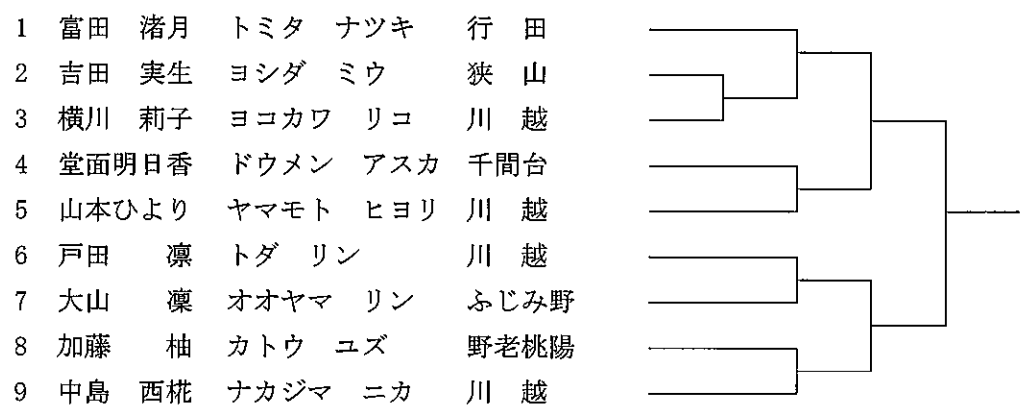 1 富田 渚月 トミタ ナツキ 行 田
2 吉田 実生 ヨシダ ミウ 狭 山
3 横川 莉子 ヨコカワ リコ 川 越
4 堂面明日香 ドウメン アスカ 千間台
5 山本ひより ヤマモト ヒヨリ 川 越
6 戸田 凛 トダ リン 川 越
7 大山 凜 オオヤマ リン ふじみ野
8 加藤 柚 カトウ ユズ 野老桃陽
9 中島 西椛 ナカジマ ニカ 川 越